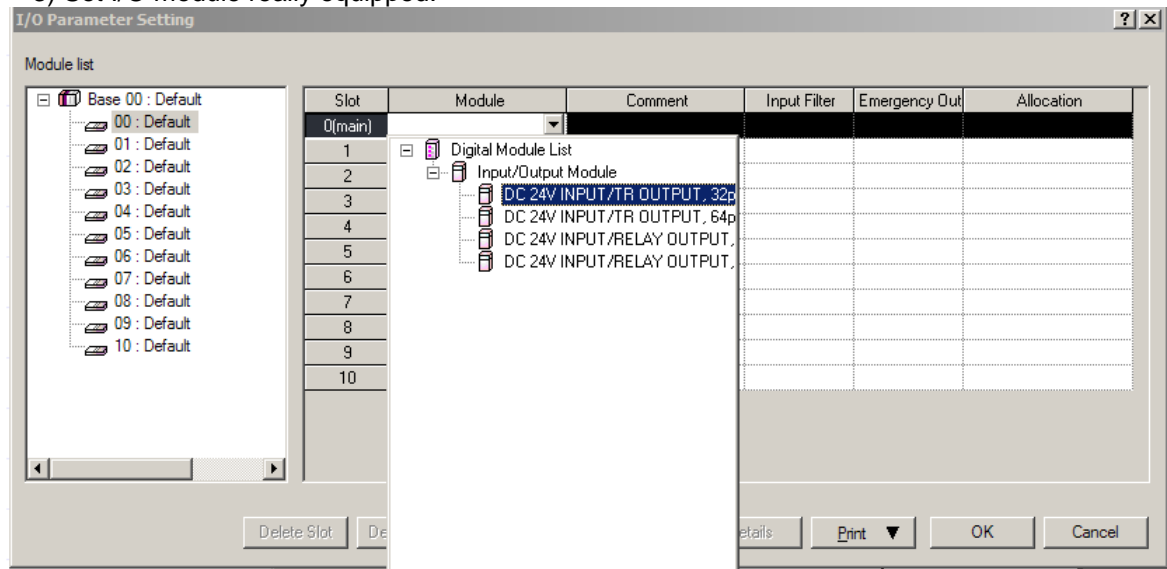 I/O Parameter Setting
Module list
Base 00 : Default
00 : Default
01 : Default
02 : Default
03 : Default
04 : Default
05 : Default
06 : Default
07 : Default
08 : Default
09 : Default
10 : Default
Slot Module Comment Input Filter Emergency Out Allocation
0(main)
1
2
3
4
5
6
7
8
9
10
Digital Module List
Input/Output Module
DC 24V INPUT/TR OUTPUT, 32p
DC 24V INPUT/TR OUTPUT, 64p
DC 24V INPUT/RELAY OUTPUT,
DC 24V INPUT/RELAY OUTPUT,
Delete Slot De etails Print OK Cancel